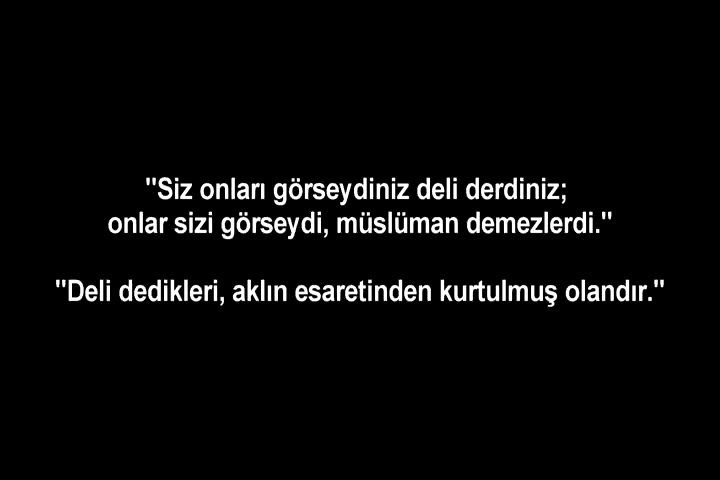 "Siz onları görseydiniz deli derdiniz;
onlar sizi görseydi, müslüman demezlerdi."
"Deli dedikleri, aklın esaretinden kurtulmuş olandır."